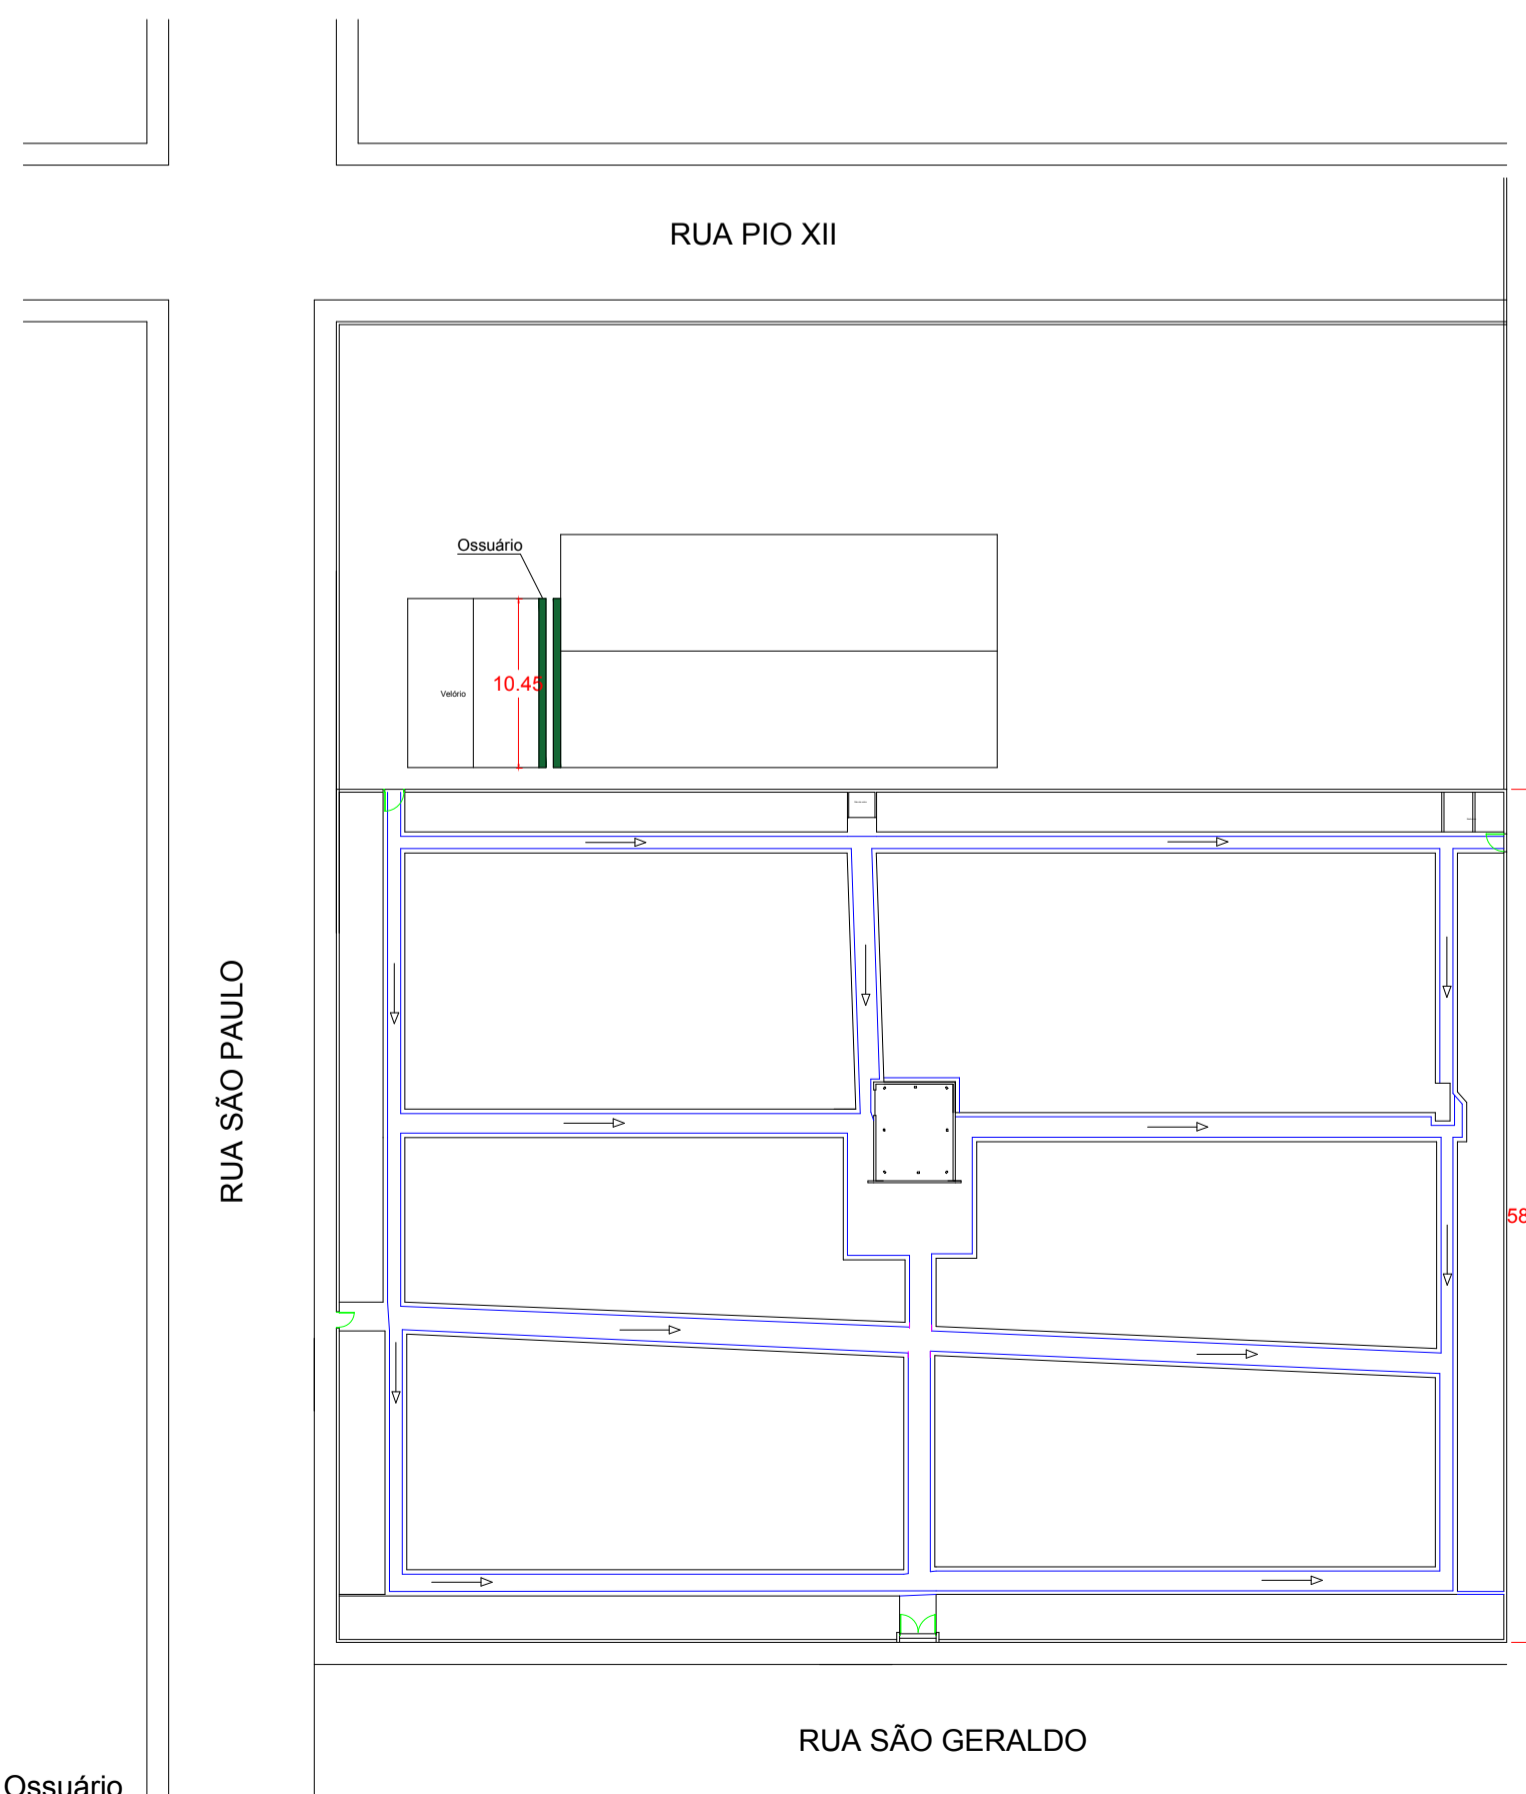 RUA PIO XII
Ossuário
Velório
10.45
RUA SÃO PAULO
58
RUA SÃO GERALDO
Ossuário